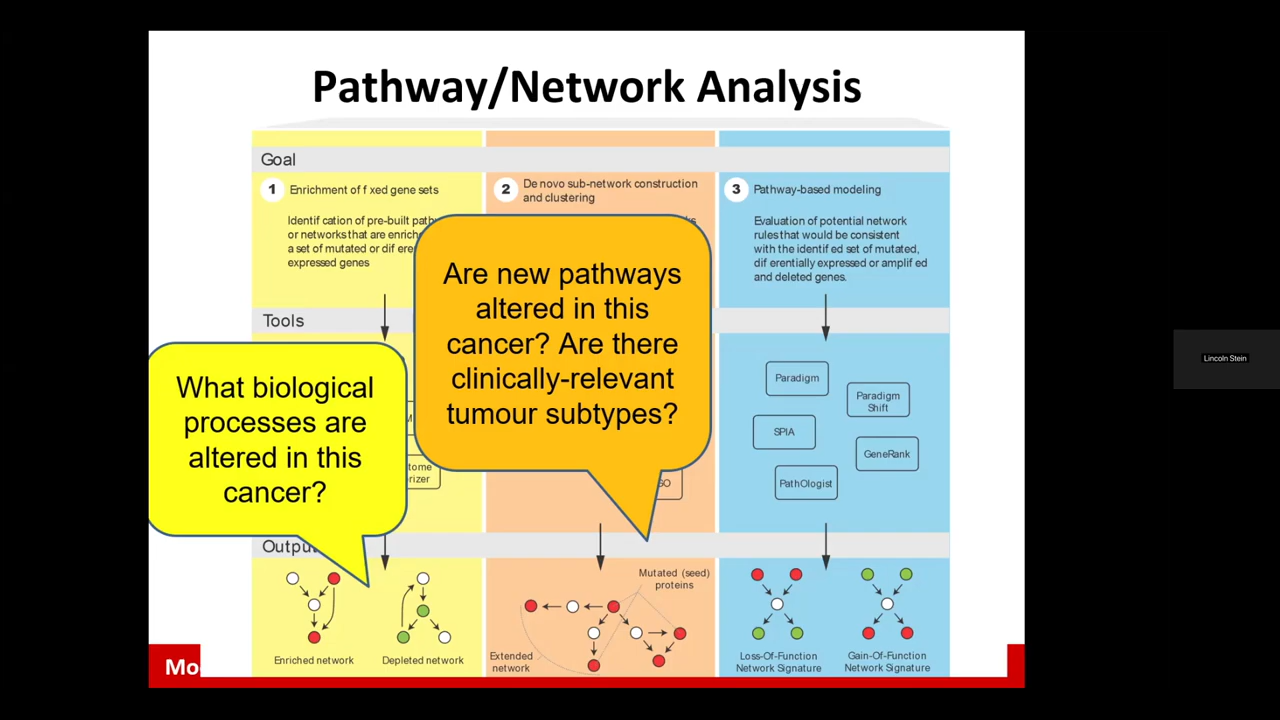 Pathway/Network Analysis
Goal
1 Enrichment of f xed gene sets
Identif cation of pre-built
or networks that are
a set of mutated or dif
expressed genes
2 De novo sub-network construction
and clustering
3 Pathway-based modeling
Evaluation of potential network
rules that would be consistent
with the identif ed set of mutated,
dif erentially expressed or amplif ed
and deleted genes.
Are new pathways
altered in this
cancer? Are there
clinically-relevant
tumour subtypes?
Tools
What biological
processes are
altered in this
cancer?
Paradigm
Paradigm
Shift
SPIA
GeneRank
PathOlogist
Enriched network
Depleted network
Mutated (seed)
proteins
Extended
network
Loss-Of-Function
Network Signature
Gain-Of-Function
Network Signature
Lincoln Stein